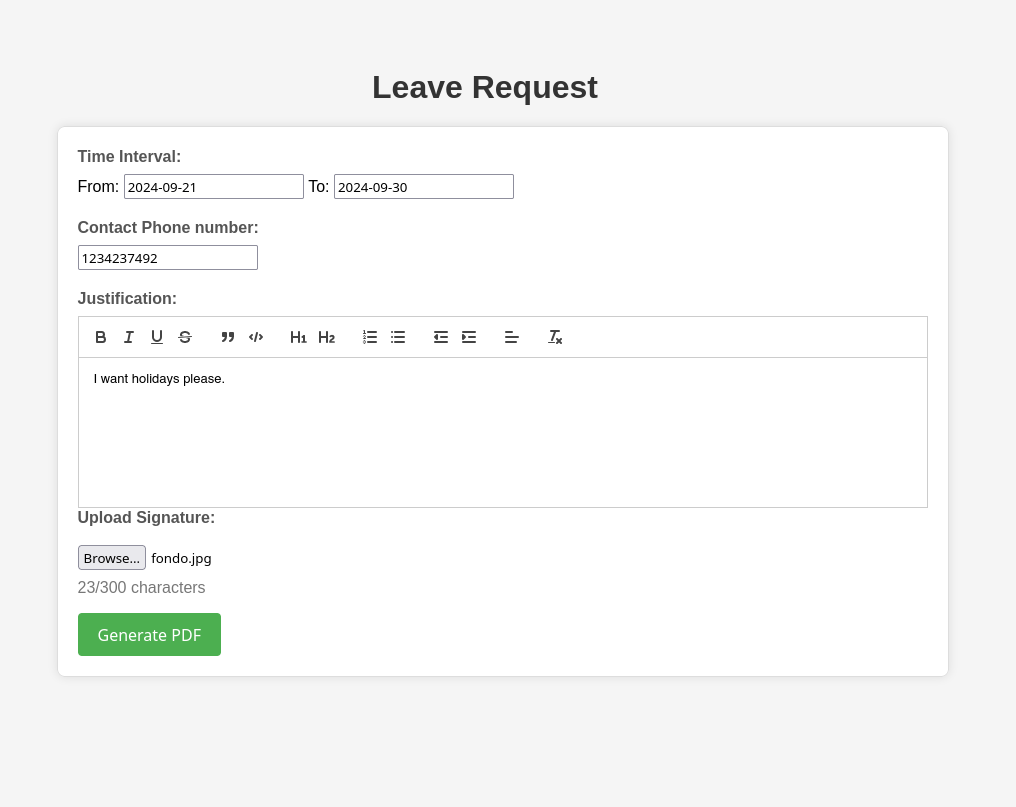 Leave Request
Time Interval:
From: 2024-09-21 To: 2024-09-30
Contact Phone number:
1234237492
Justification:
B I U S H1 H2
I want holidays please.
Upload Signature:
Browse... fondo.jpg
23/300 characters
Generate PDF